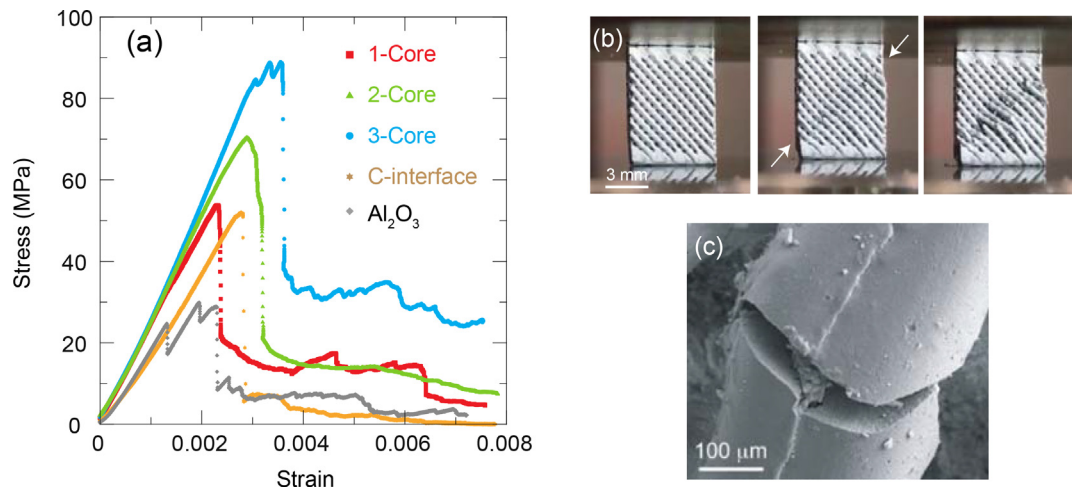 (a)
1-Core
2-Core
3-Core
C-interface
Al₂O₃
100
80
60
40
20
0
0
0.002
0.004
0.006
0.008
Stress (MPa)
Strain
(b)
3 mm
(c)
100 μm